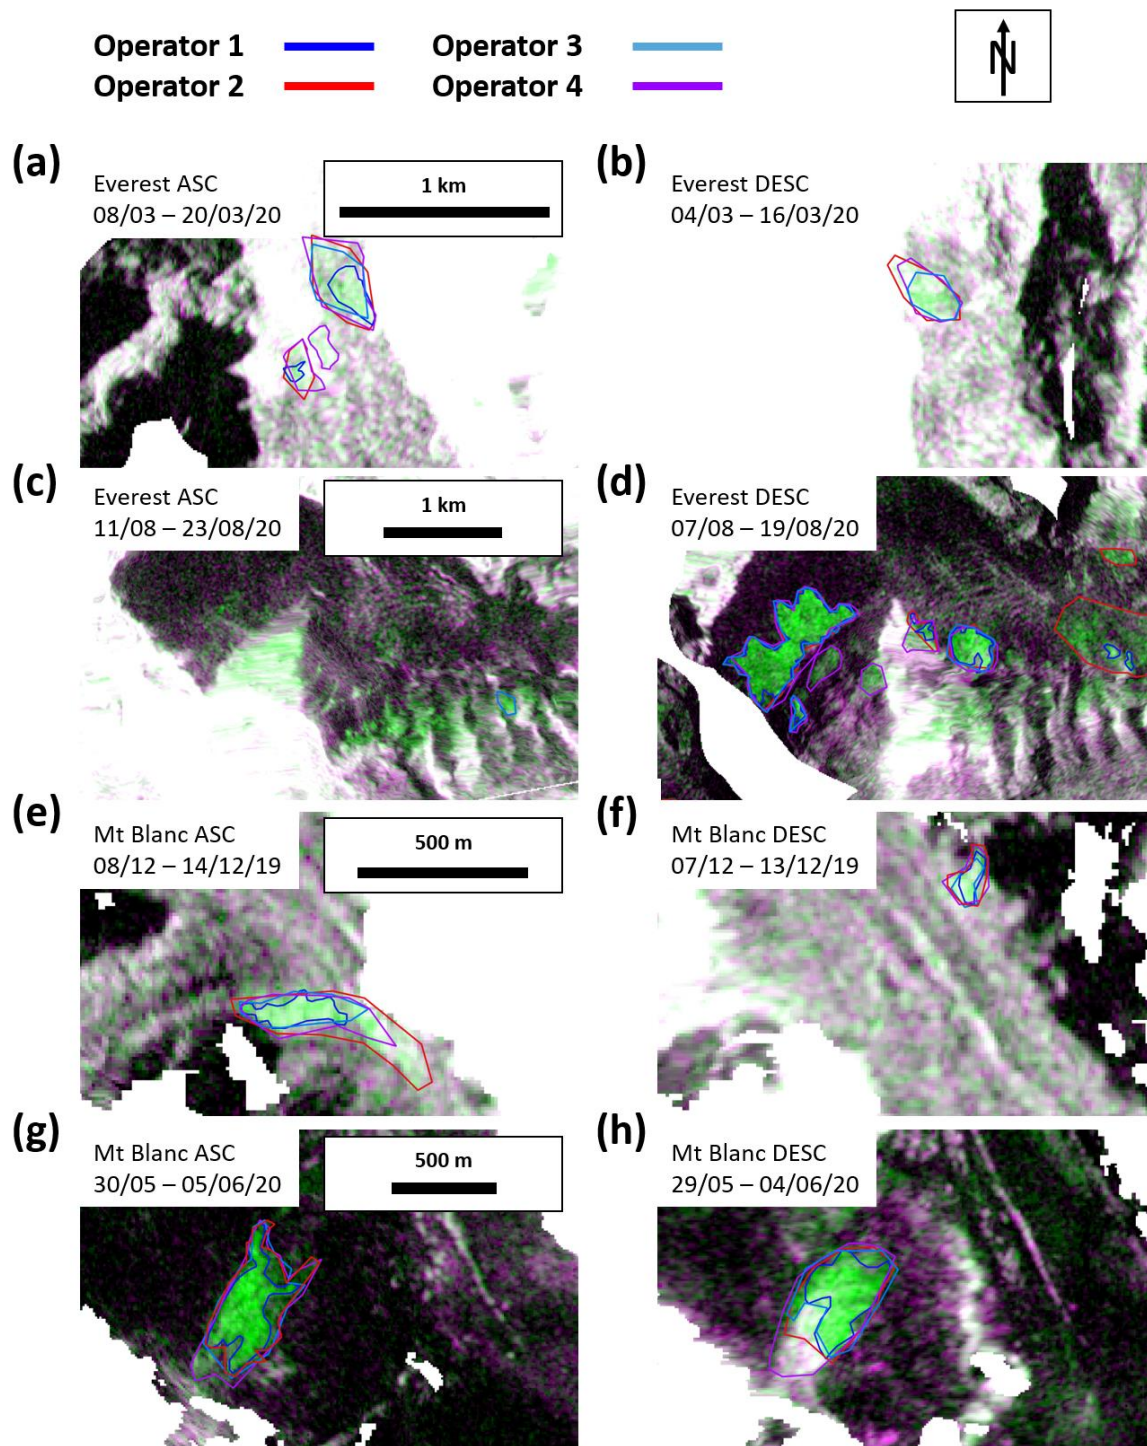 Operator 1
Operator 3
Operator 2
Operator 4
N
(a)
Everest ASC
08/03 – 20/03/20
1 km
(b)
Everest DESC
04/03 – 16/03/20
(c)
Everest ASC
11/08 – 23/08/20
1 km
(d)
Everest DESC
07/08 – 19/08/20
(e)
Mt Blanc ASC
08/12 – 14/12/19
500 m
(f)
Mt Blanc DESC
07/12 – 13/12/19
(g)
Mt Blanc ASC
30/05 – 05/06/20
500 m
(h)
Mt Blanc DESC
29/05 – 04/06/20